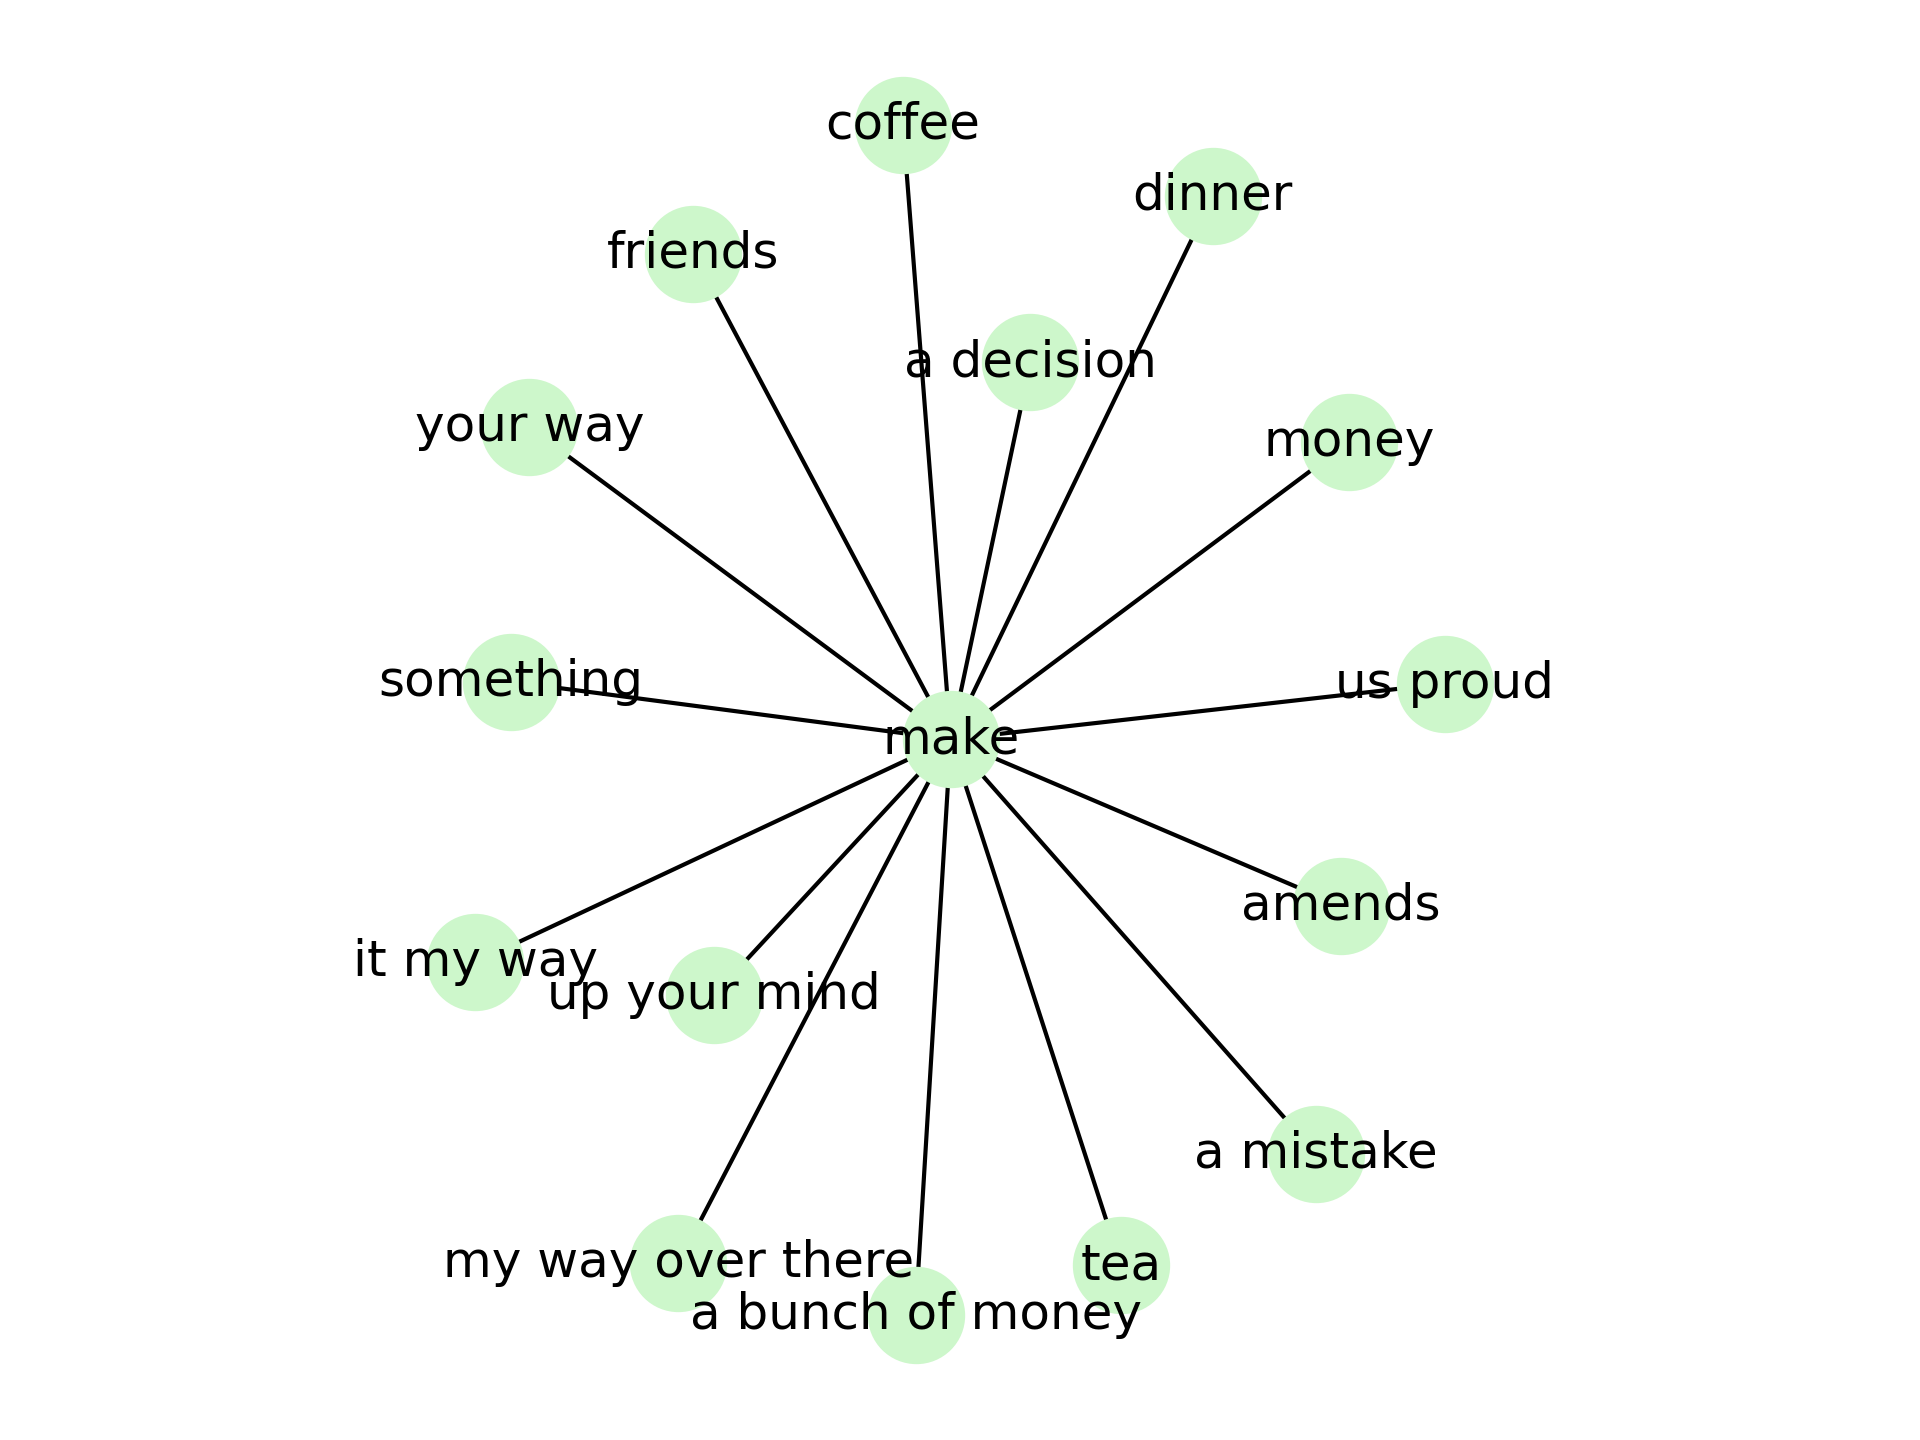 coffee
dinner
friends
a decision
your way
money
something
us proud
make
amends
it my way
up your mind
a mistake
my way over there
tea
a bunch of money